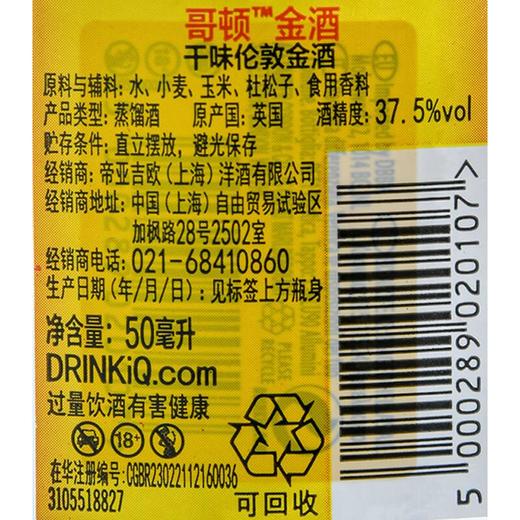 哥顿™金酒
干味伦敦金酒
原料与辅料: 水、小麦、玉米、杜松子、食用香料
产品类型: 蒸馏酒 原产国: 英国 酒精度: 37.5%vol
贮存条件: 直立摆放, 避光保存
经销商: 帝亚吉欧(上海)洋酒有限公司
经销商地址: 中国(上海)自由贸易试验区
加枫路28号2502室
经销商电话: 021-68410860
生产日期(年/月/日): 见标签上方瓶身
净含量: 50毫升
DRINKiQ.com
过量饮酒有害健康
18+
在华注册编号: CGBR23022112160036
3105518827
可回收
5 000289 020107 >